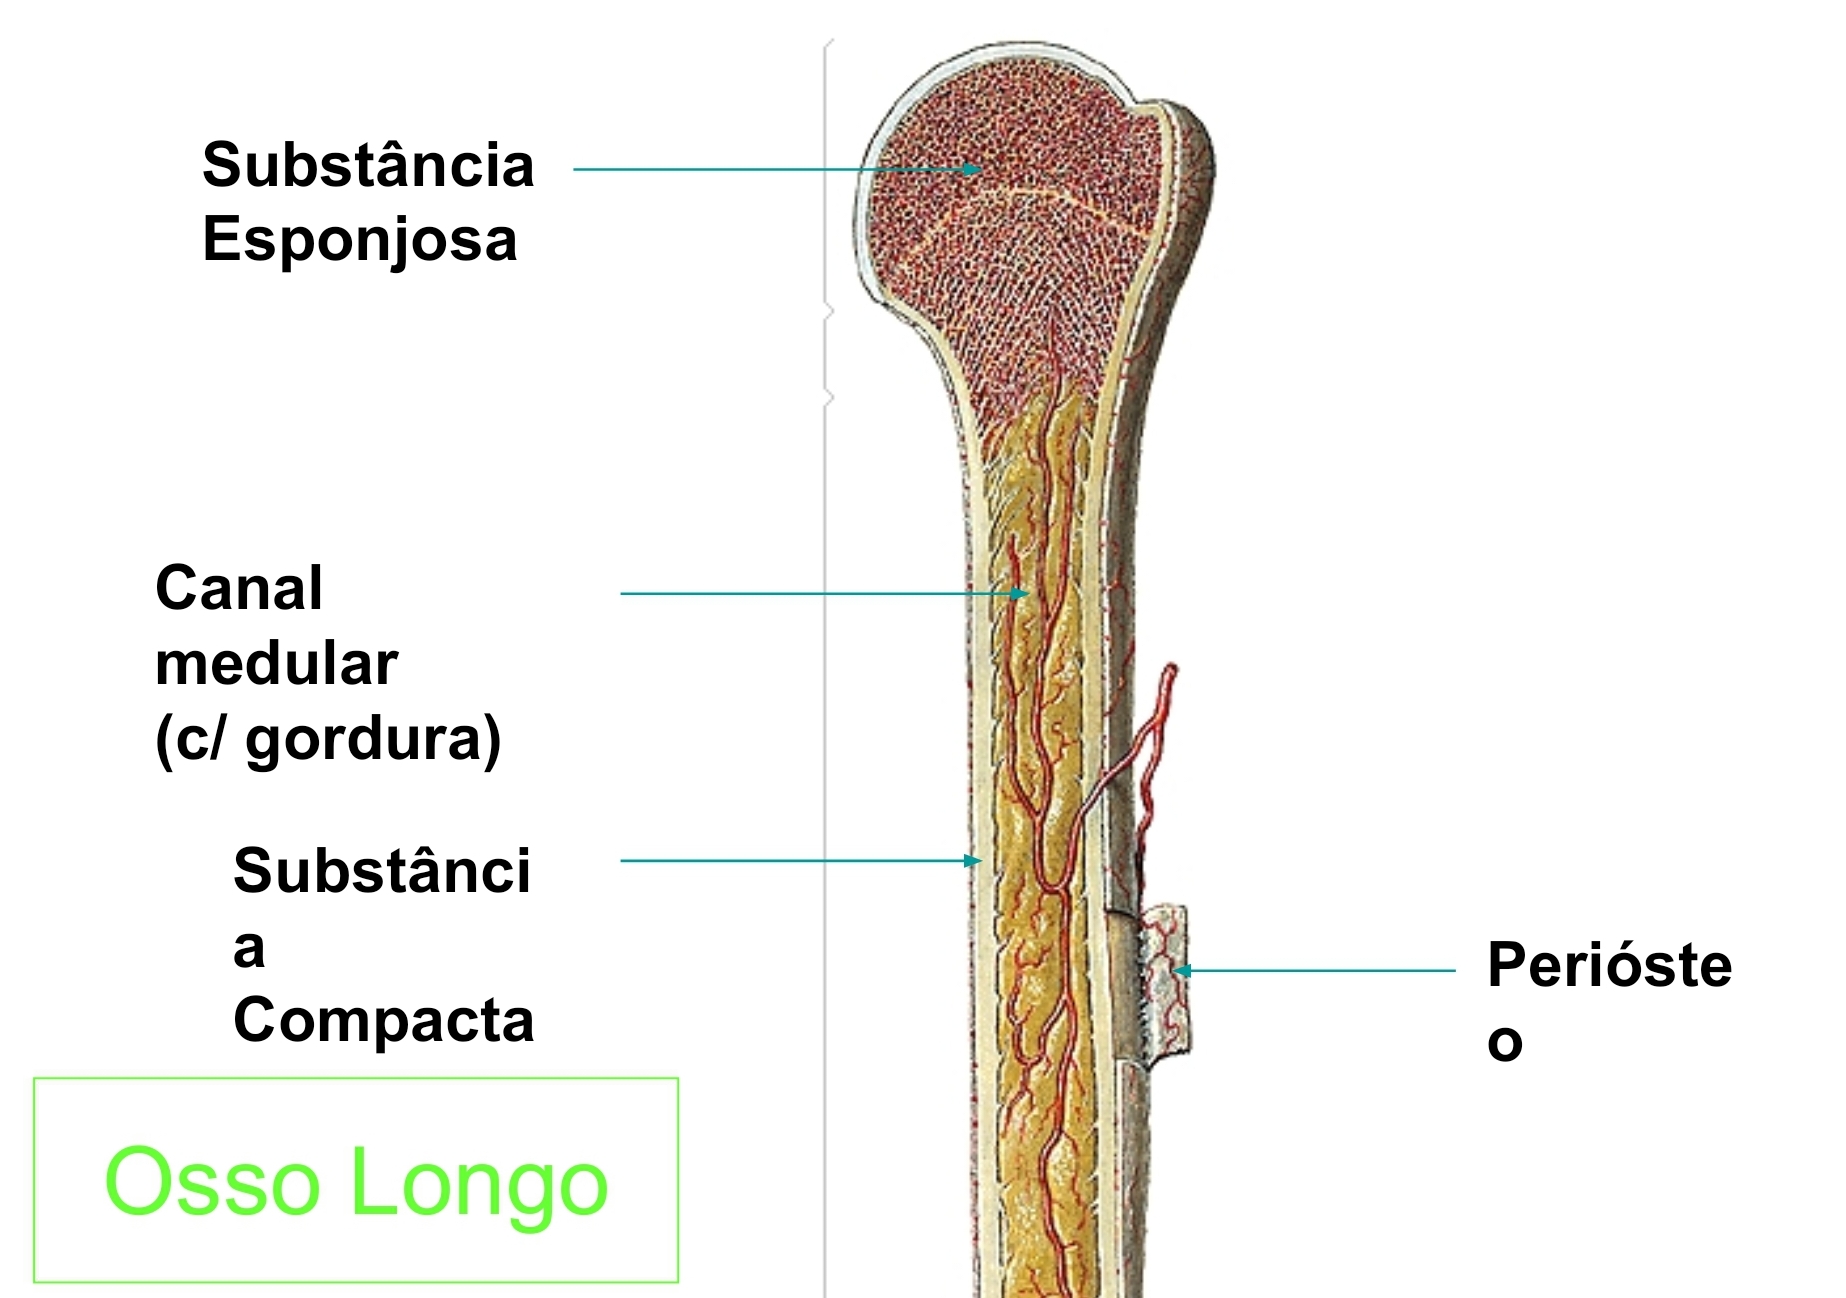 Substância
Esponjosa
Canal
medular
(c/ gordura)
Substânci
a
Compacta
Perióste
o
Osso Longo